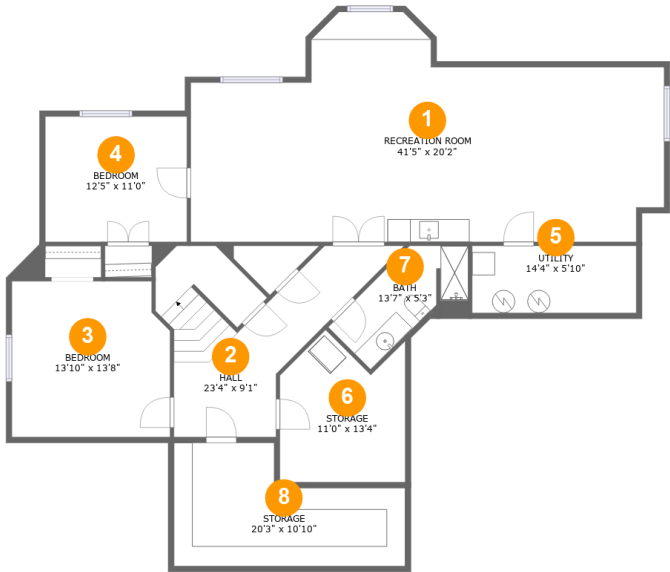 1
RECREATION ROOM
41'5" x 20'2"
4
BEDROOM
12'5" x 11'0"
5
UTILITY
14'4" x 5'10"
7
BATH
13'7" x 5'3"
3
BEDROOM
13'10" x 13'8"
2
HALL
23'4" x 9'1"
6
STORAGE
11'0" x 13'4"
8
STORAGE
20'3" x 10'10"